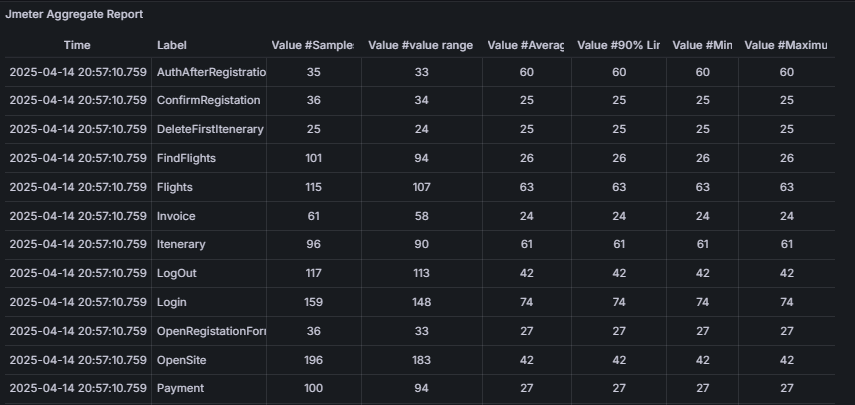 Jmeter Aggregate Report
Time Label Value #Sample Value #value range Value #Averag Value #90% Lir Value #Min Value #Maximu
2025-04-14 20:57:10.759 AuthAfterRegistratio 35 33 60 60 60 60
2025-04-14 20:57:10.759 ConfirmRegistation 36 34 25 25 25 25
2025-04-14 20:57:10.759 DeleteFirstItenerary 25 24 25 25 25 25
2025-04-14 20:57:10.759 FindFlights 101 94 26 26 26 26
2025-04-14 20:57:10.759 Flights 115 107 63 63 63 63
2025-04-14 20:57:10.759 Invoice 61 58 24 24 24 24
2025-04-14 20:57:10.759 Itenerary 96 90 61 61 61 61
2025-04-14 20:57:10.759 LogOut 117 113 42 42 42 42
2025-04-14 20:57:10.759 Login 159 148 74 74 74 74
2025-04-14 20:57:10.759 OpenRegistationForr 36 33 27 27 27 27
2025-04-14 20:57:10.759 OpenSite 196 183 42 42 42 42
2025-04-14 20:57:10.759 Payment 100 94 27 27 27 27